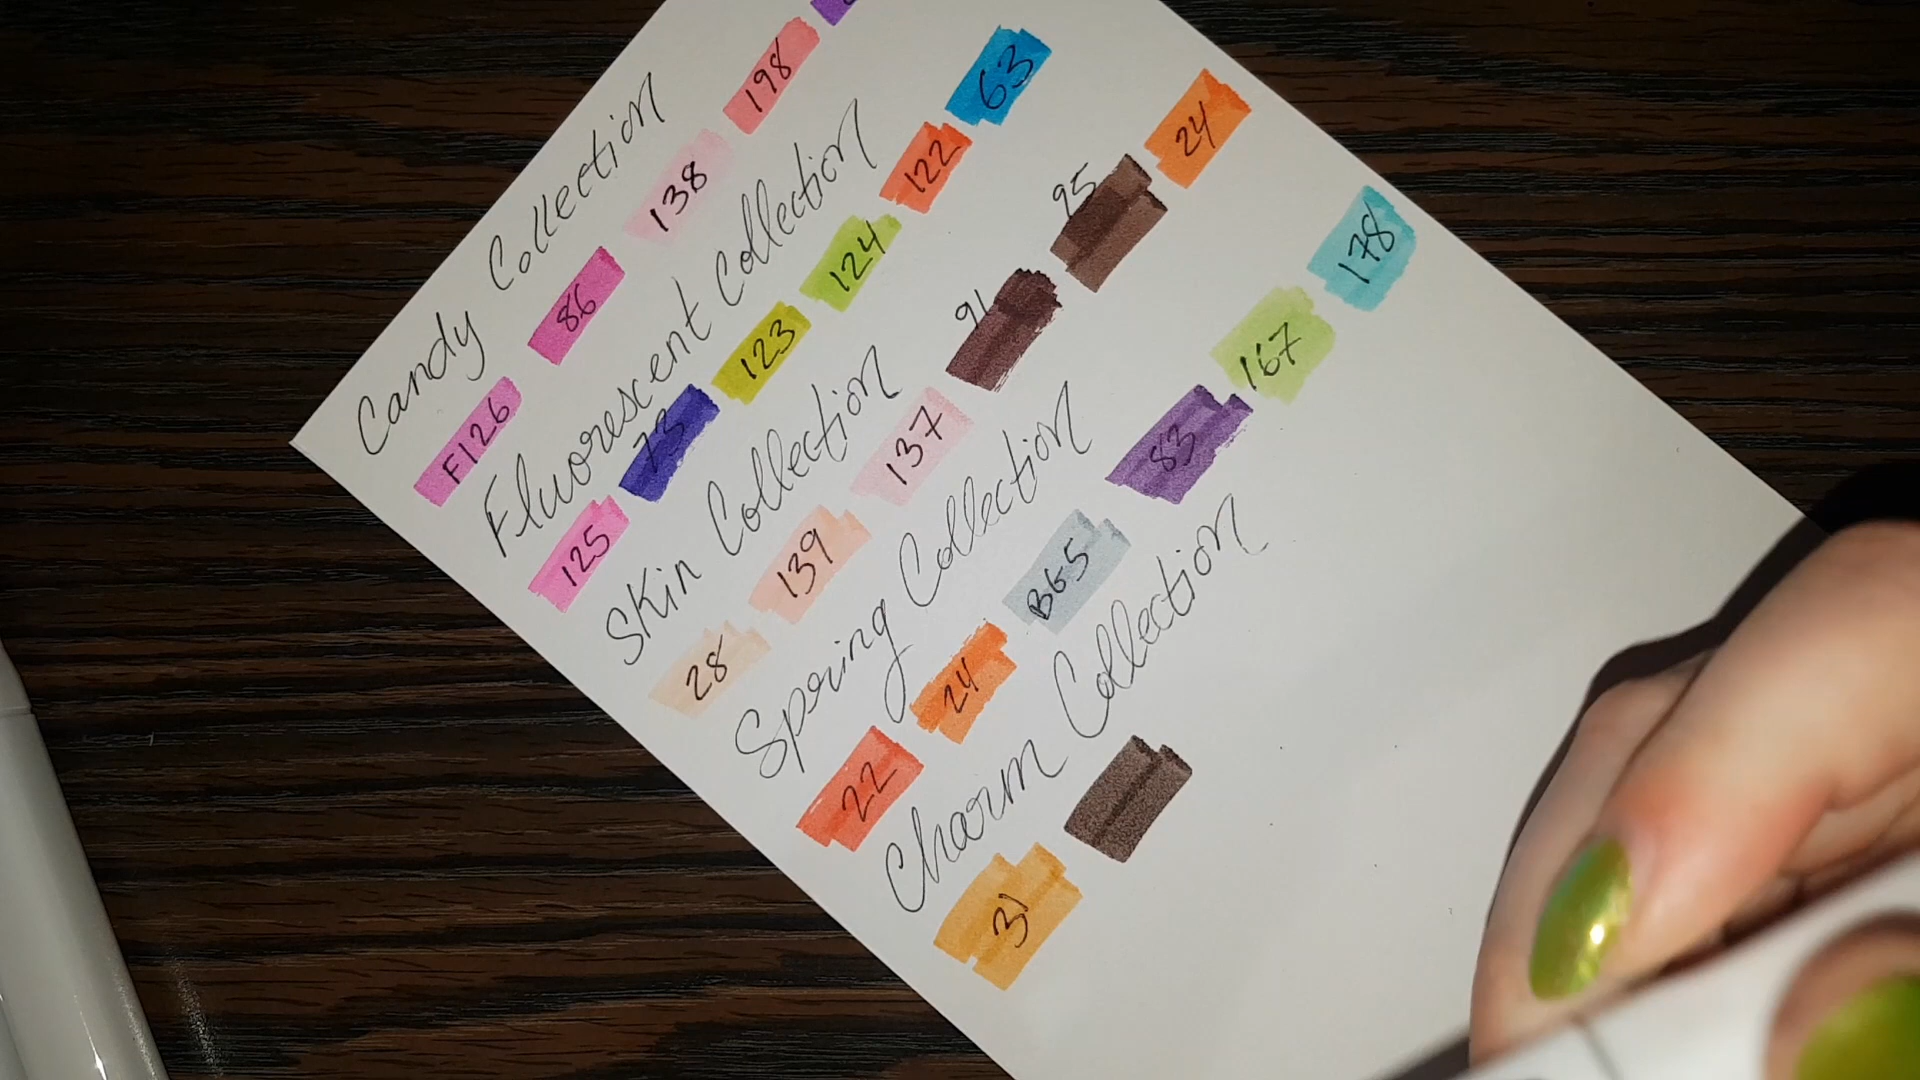 Candy Collection
F126 86 138 198
Fluorescent Collection
125 73 123 124 122 63
Skin Collection
28 139 137 91 95 24
Spring Collection
22 24 BG5 83 167 178
Charm Collection
31